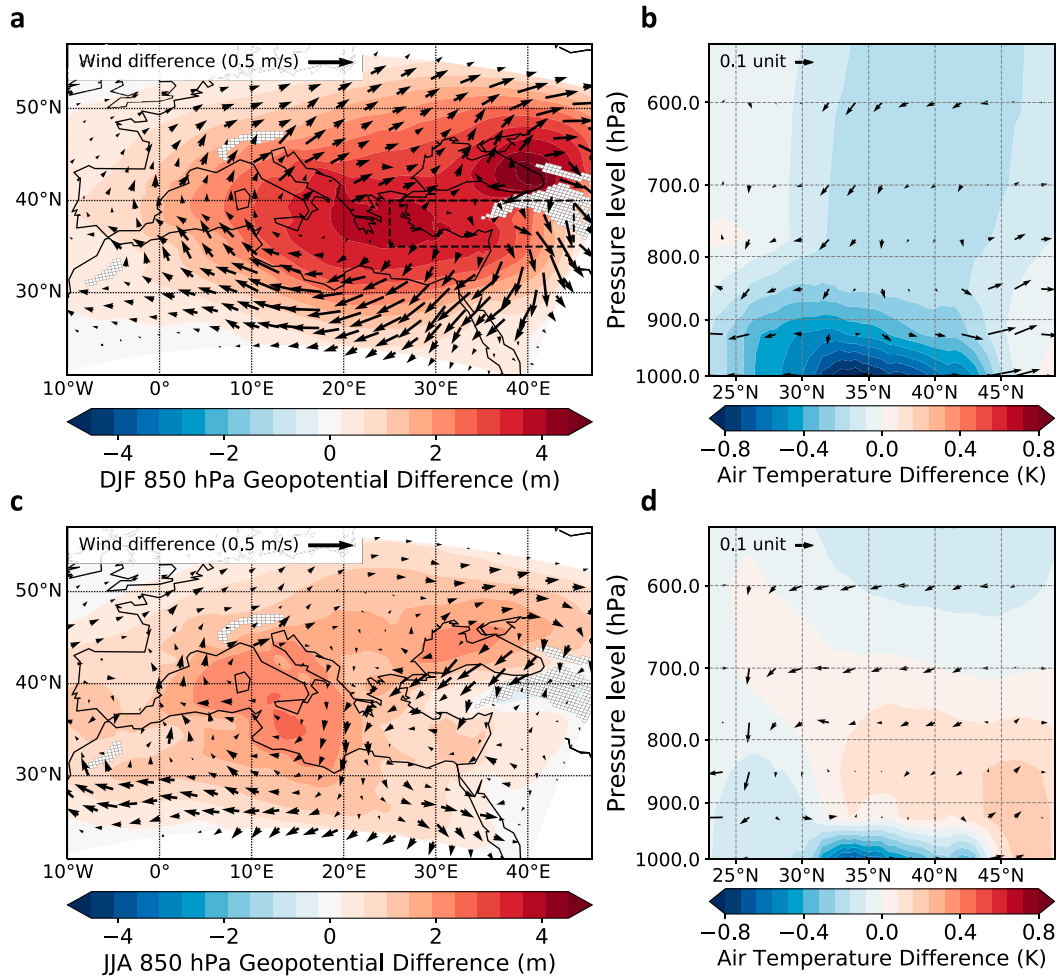 a
Wind difference (0.5 m/s)
50°N
40°N
30°N
10°W 0° 10°E 20°E 30°E 40°E
−4 −2 0 2 4
DJF 850 hPa Geopotential Difference (m)
b
0.1 unit
Pressure level (hPa)
600.0
700.0
800.0
900.0
1000.0
25°N 30°N 35°N 40°N 45°N
−0.8 −0.4 0.0 0.4 0.8
Air Temperature Difference (K)
c
Wind difference (0.5 m/s)
50°N
40°N
30°N
10°W 0° 10°E 20°E 30°E 40°E
−4 −2 0 2 4
JJA 850 hPa Geopotential Difference (m)
d
0.1 unit
Pressure level (hPa)
600.0
700.0
800.0
900.0
1000.0
25°N 30°N 35°N 40°N 45°N
−0.8 −0.4 0.0 0.4 0.8
Air Temperature Difference (K)